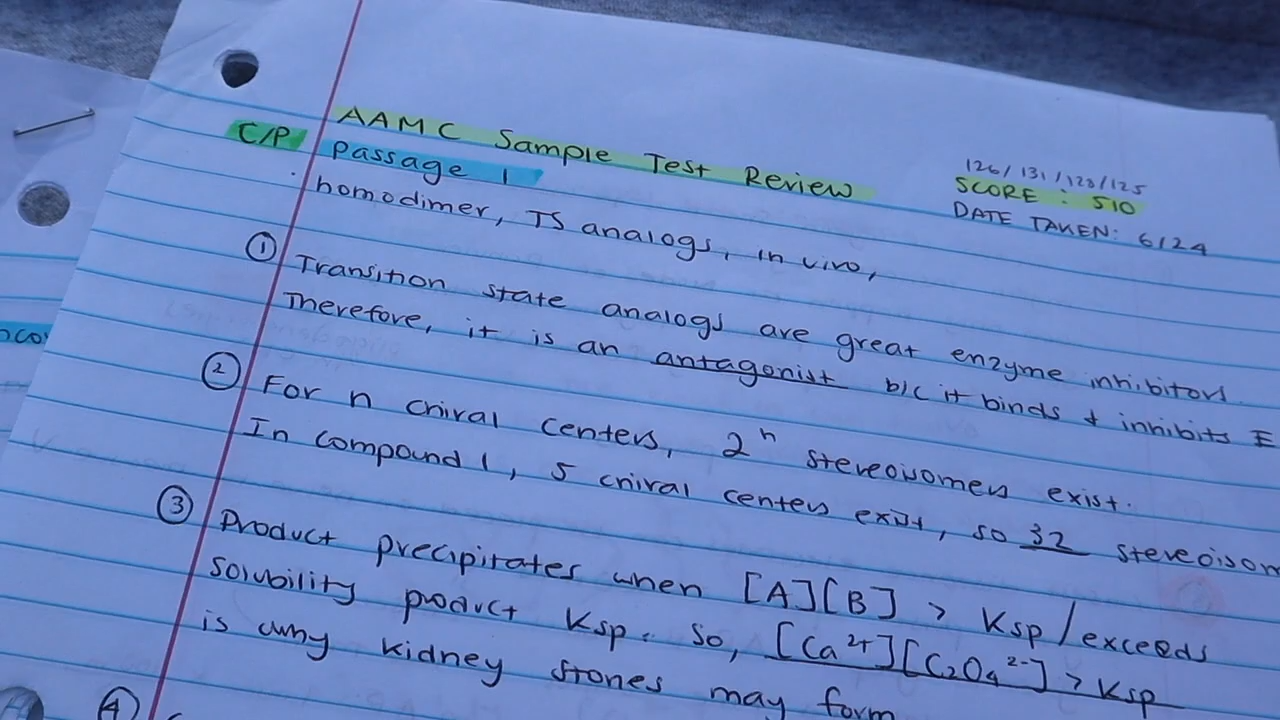 AAMC Sample Test Review
126/131/128/125
SCORE : 510
DATE TAKEN: 6/24
C/P Passage 1
homodimer, TS analogs, in vivo,
① Transition state analogs are great enzyme inhibitors.
Therefore, it is an antagonist b/c it binds & inhibits E
② For n chiral centers, 2ⁿ stereoisomers exist.
In compound 1, 5 chiral centers exist, so 32 stereoisom
③ Product precipitates when [A][B] > Ksp/exceeds
solubility product Ksp. So, [Ca²⁺][C₂O₄²⁻] > Ksp
is why kidney stones may form
④